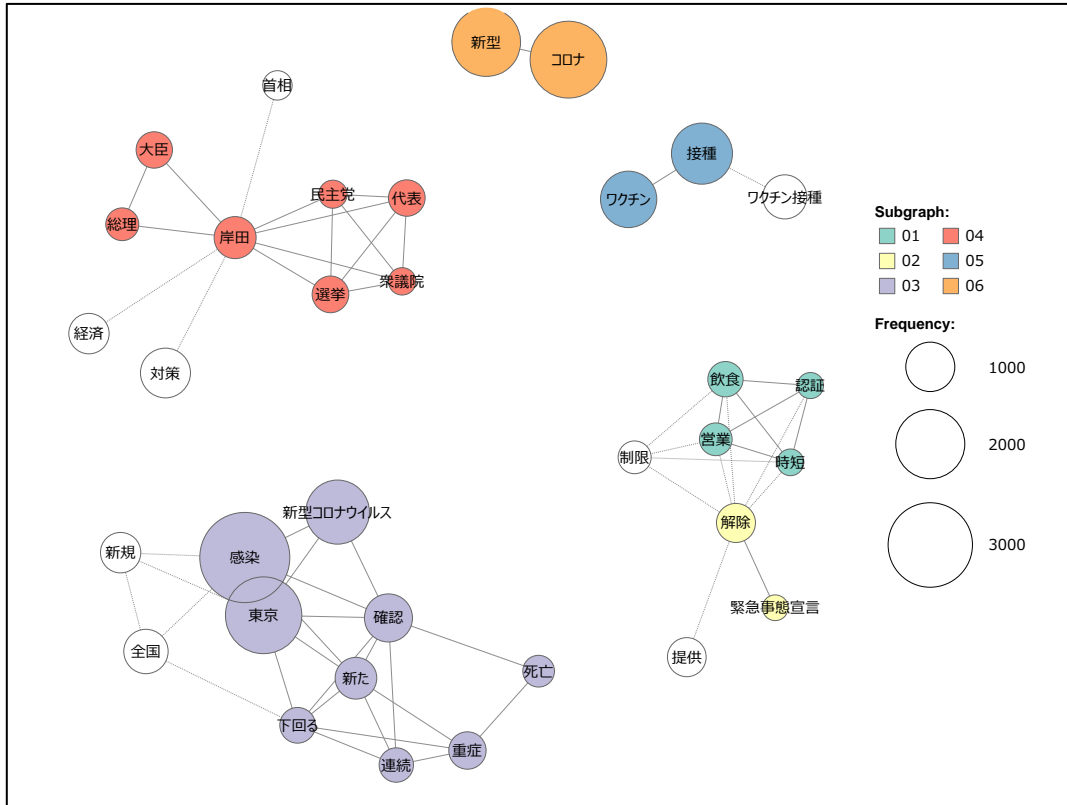 新型
コロナ
首相
大臣
接種
民主党
代表
ワクチン
ワクチン接種
総理
岸田
衆議院
選挙
経済
対策
Subgraph:
01
04
02
05
03
06
Frequency:
1000
2000
3000
飲食
認証
営業
制限
時短
解除
緊急事態宣言
提供
新型コロナウイルス
感染
新規
東京
確認
全国
新た
死亡
下回る
重症
連続